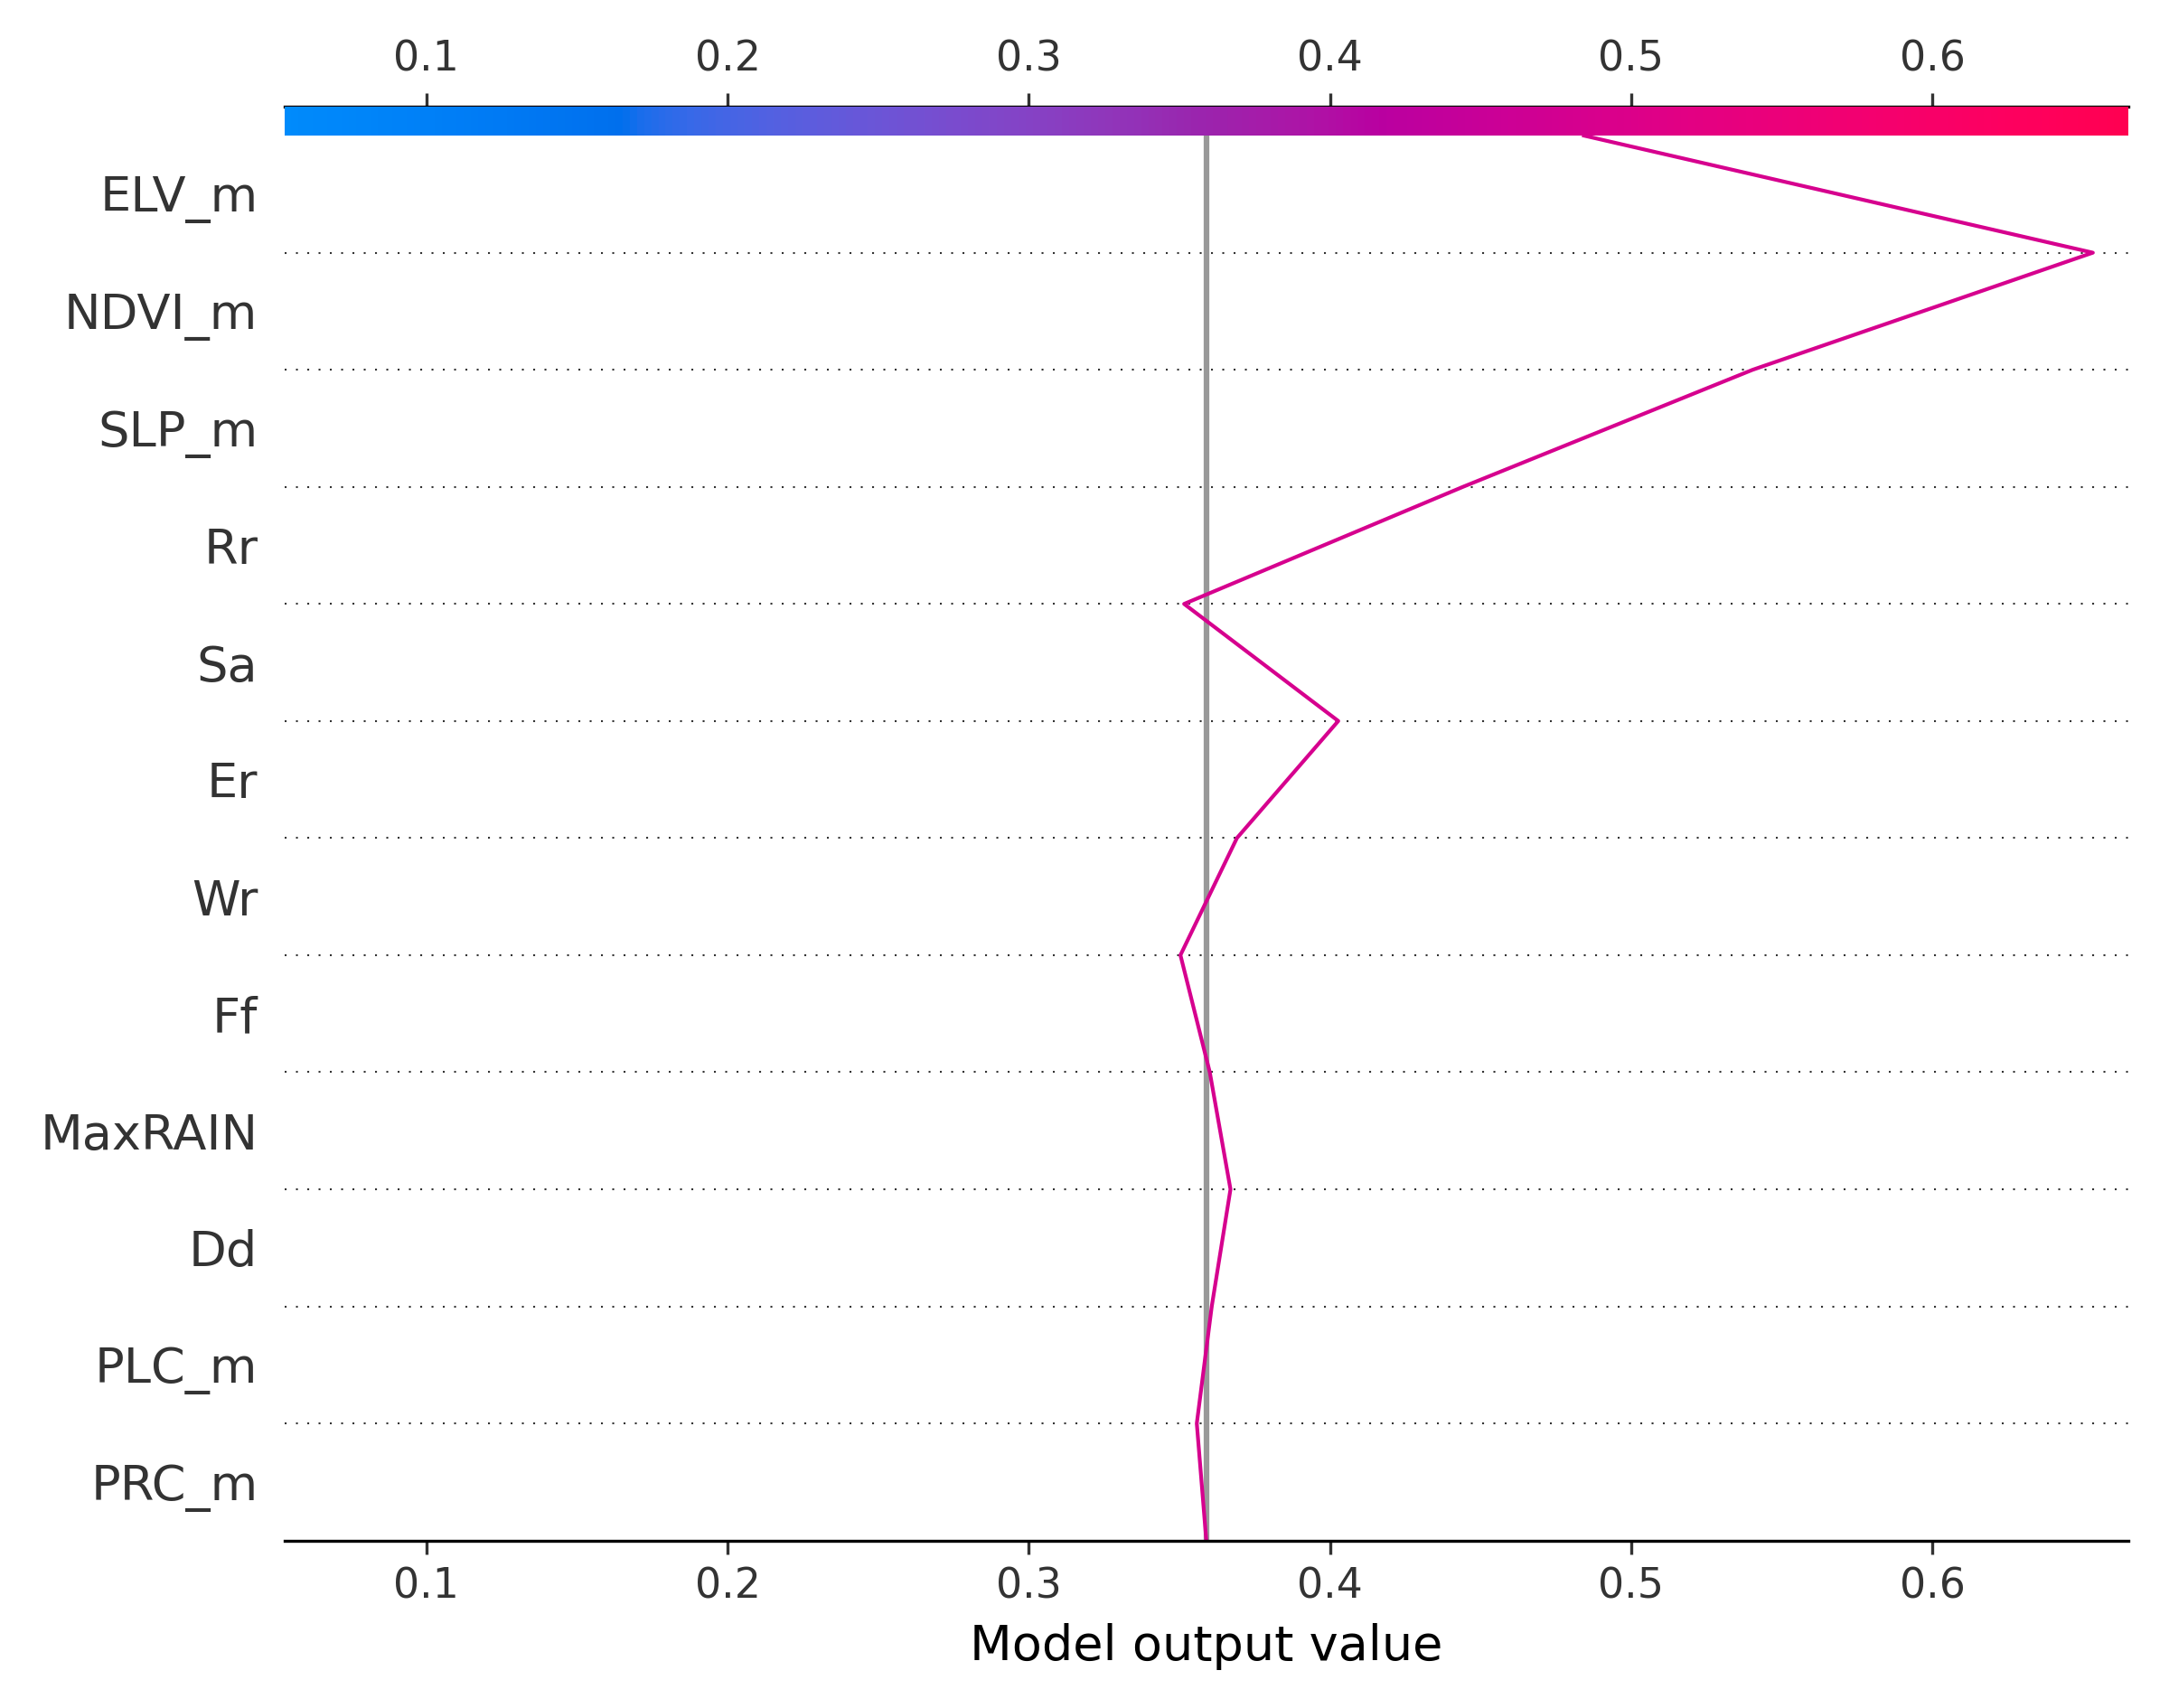 0.1 0.2 0.3 0.4 0.5 0.6
ELV_m
NDVI_m
SLP_m
Rr
Sa
Er
Wr
Ff
MaxRAIN
Dd
PLC_m
PRC_m
0.1 0.2 0.3 0.4 0.5 0.6
Model output value